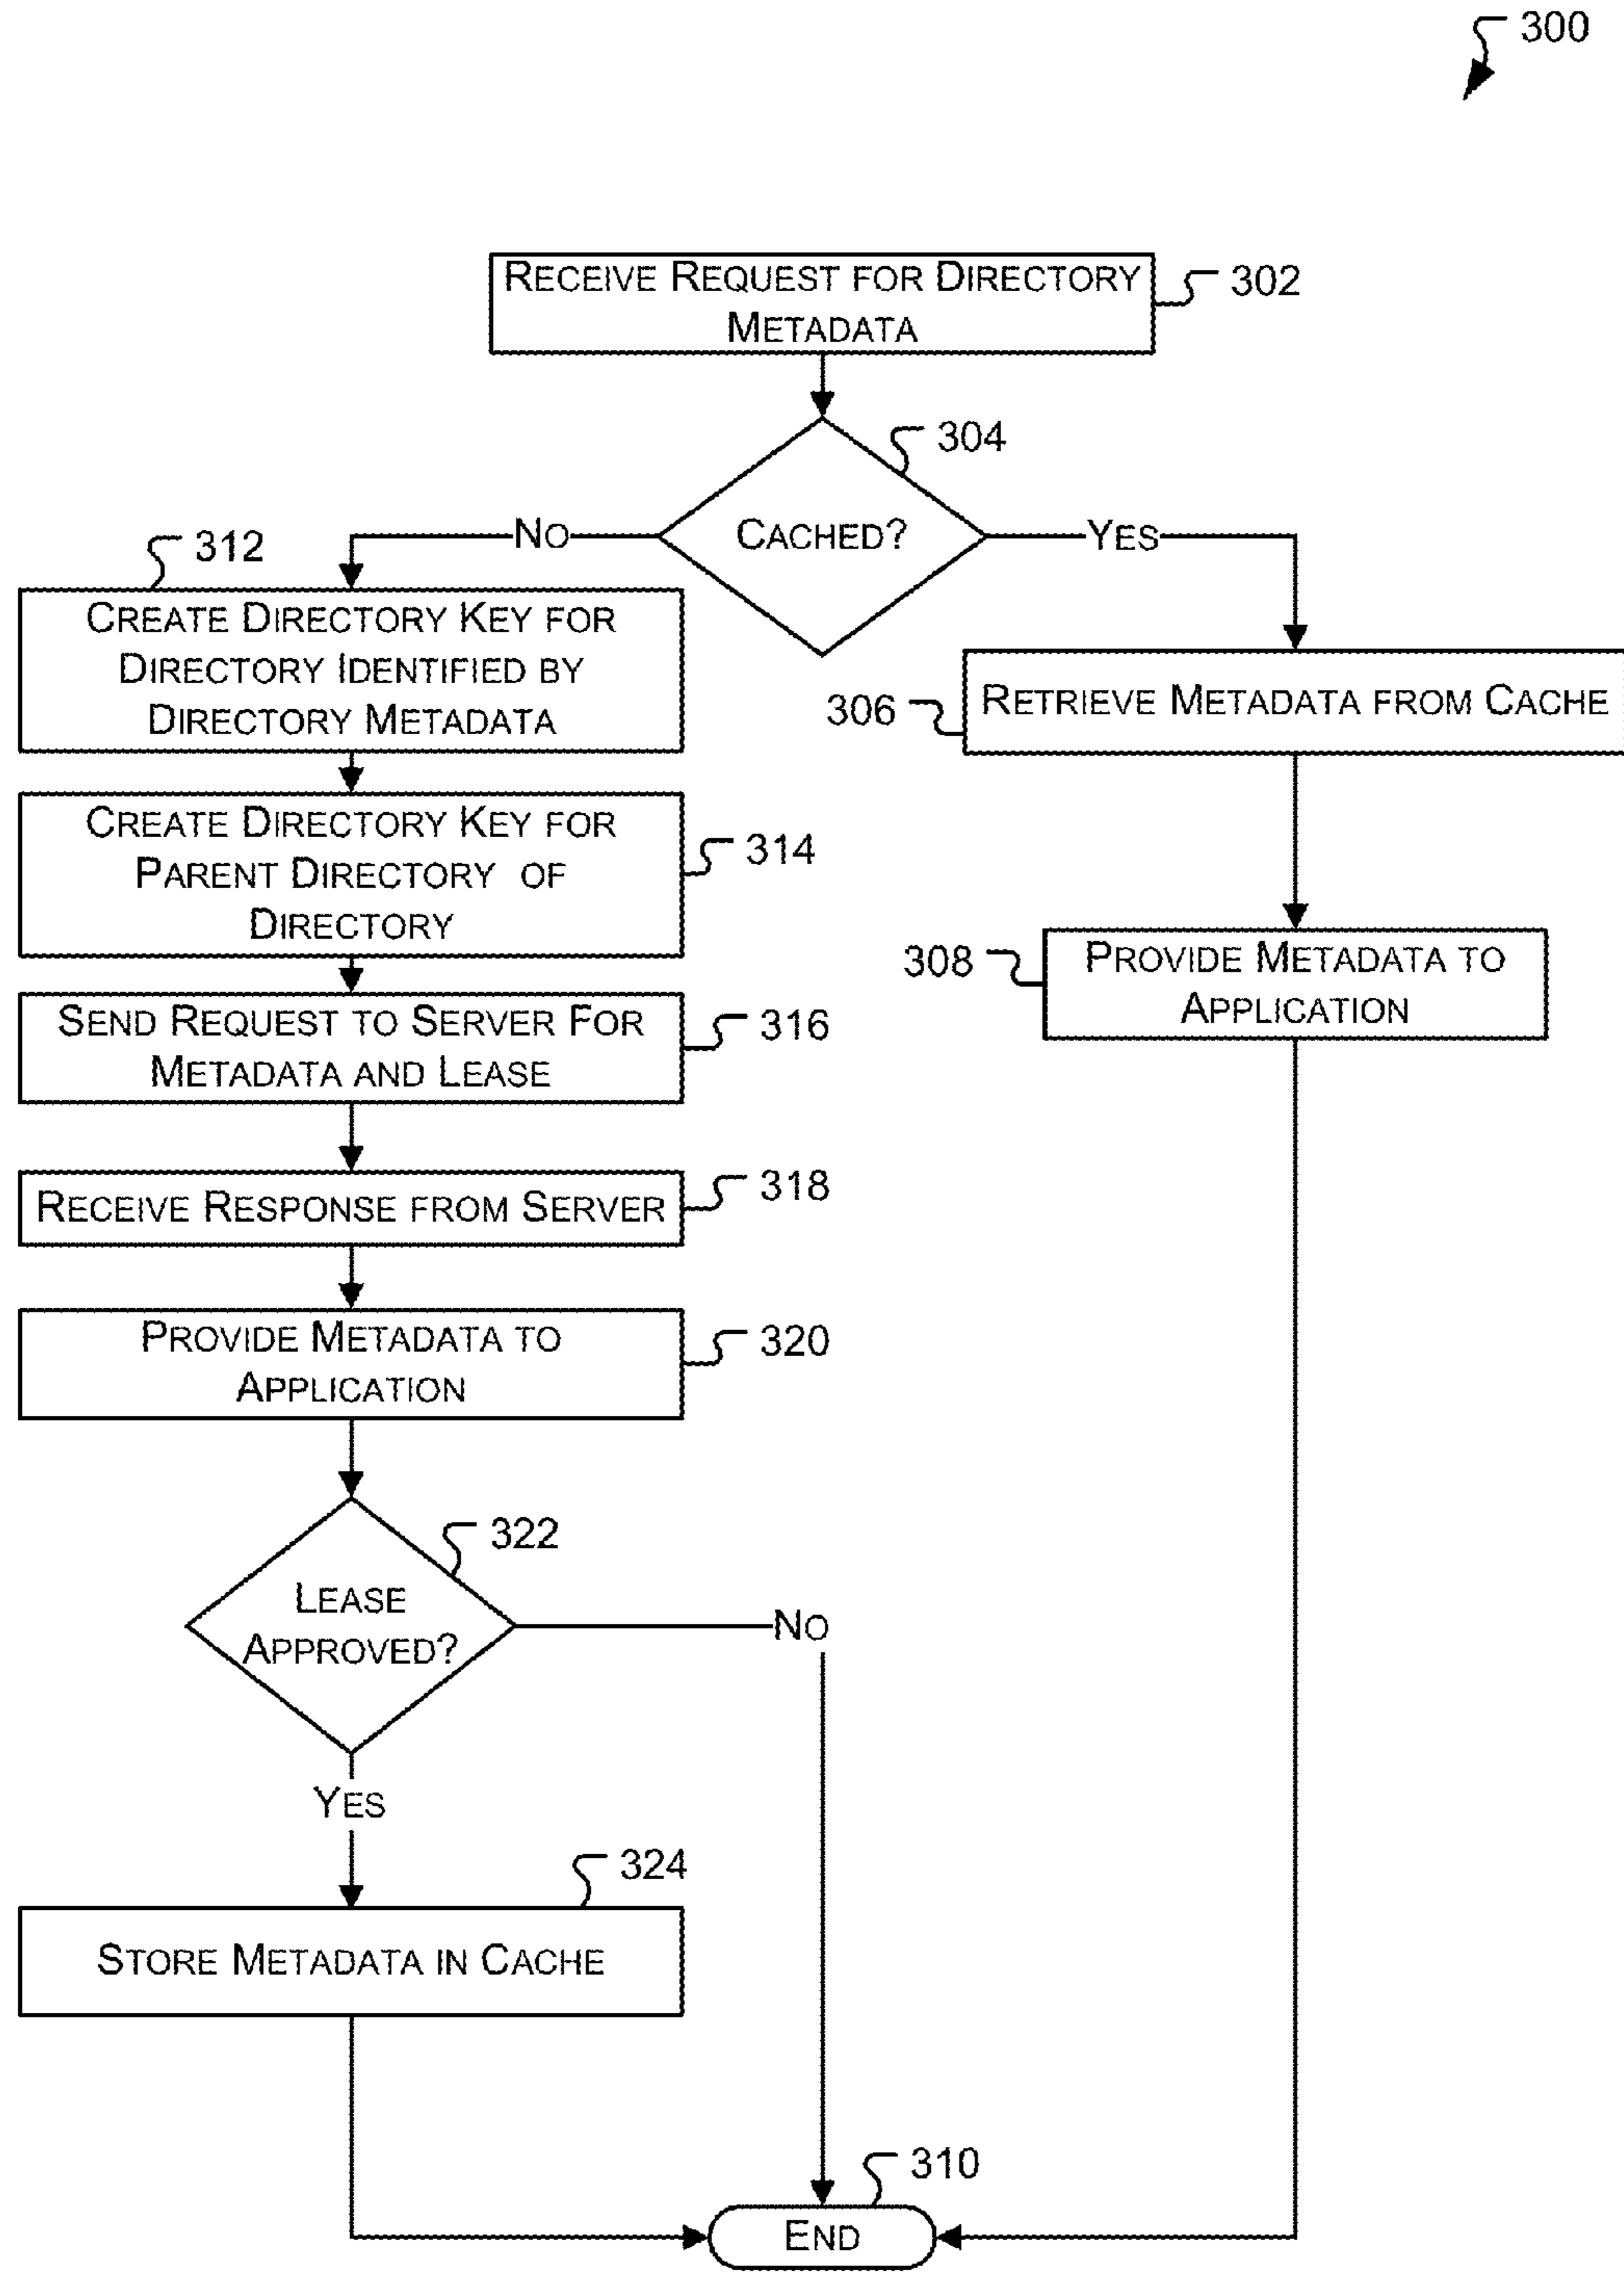 300
RECEIVE REQUEST FOR DIRECTORY
METADATA
302
304
CACHED?
NO
YES
312
CREATE DIRECTORY KEY FOR
DIRECTORY IDENTIFIED BY
DIRECTORY METADATA
306
RETRIEVE METADATA FROM CACHE
CREATE DIRECTORY KEY FOR
PARENT DIRECTORY OF
DIRECTORY
314
308
PROVIDE METADATA TO
APPLICATION
SEND REQUEST TO SERVER FOR
METADATA AND LEASE
316
RECEIVE RESPONSE FROM SERVER
318
PROVIDE METADATA TO
APPLICATION
320
322
LEASE
APPROVED?
NO
YES
324
STORE METADATA IN CACHE
310
END